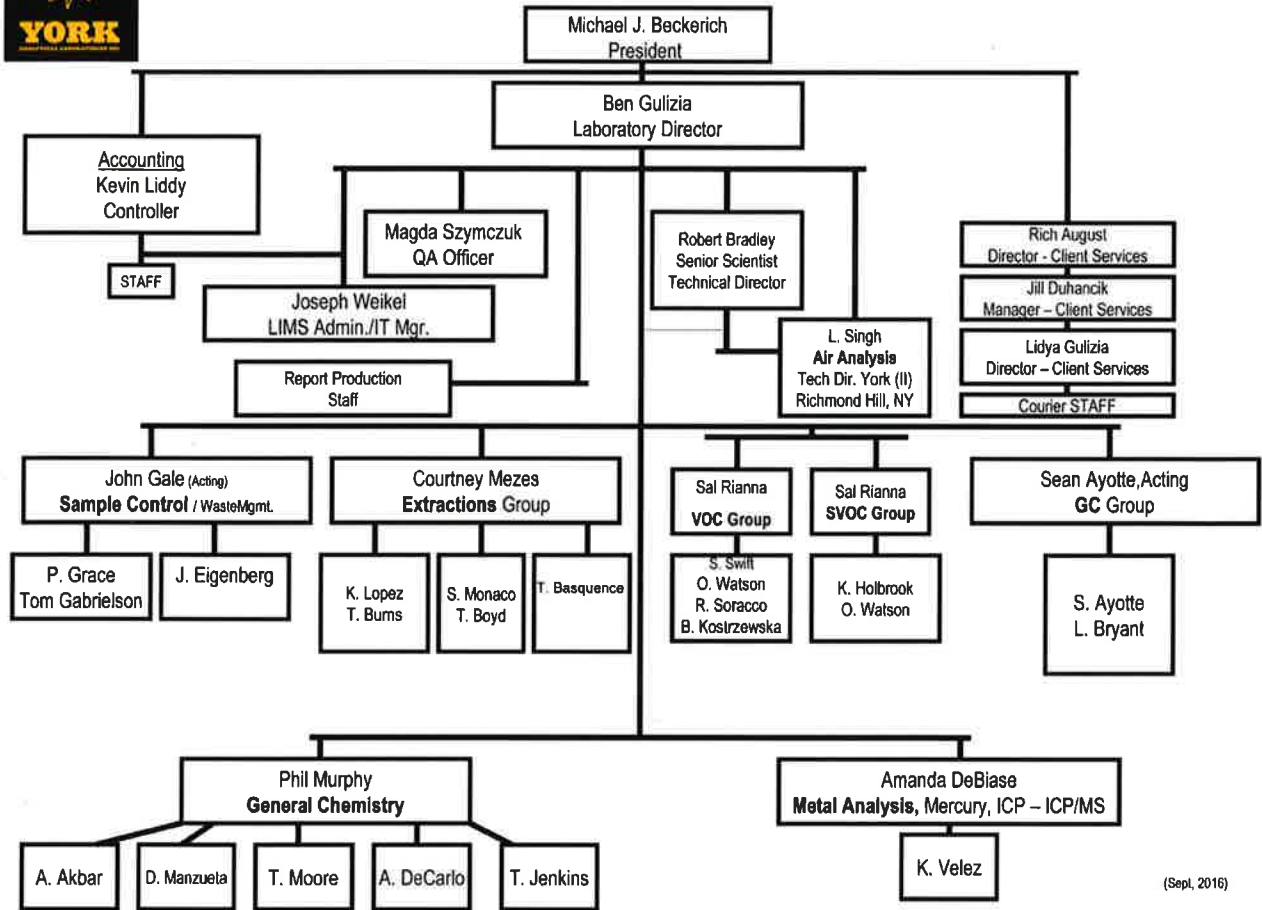 YORK
ANALYTICAL LABORATORIES INC
Michael J. Beckerich
President
Ben Gulizia
Laboratory Director
Accounting
Kevin Liddy
Controller
STAFF
Magda Szymczuk
QA Officer
Joseph Weikel
LIMS Admin./IT Mgr.
Report Production
Staff
Robert Bradley
Senior Scientist
Technical Director
L. Singh
Air Analysis
Tech Dir. York (II)
Richmond Hill, NY
Rich August
Director - Client Services
Jill Duhancik
Manager – Client Services
Lidya Gulizia
Director – Client Services
Courier STAFF
John Gale (Acting)
Sample Control / WasteMgmt.
P. Grace
Tom Gabrielson
J. Eigenberg
Courtney Mezes
Extractions Group
K. Lopez
T. Burns
S. Monaco
T. Boyd
T. Basquence
Sal Rianna
VOC Group
S. Swift
O. Watson
R. Soracco
B. Kostrzewska
Sal Rianna
SVOC Group
K. Holbrook
O. Watson
Sean Ayotte,Acting
GC Group
S. Ayotte
L. Bryant
Phil Murphy
General Chemistry
A. Akbar
D. Manzueta
T. Moore
A. DeCarlo
T. Jenkins
Amanda DeBiase
Metal Analysis, Mercury, ICP – ICP/MS
K. Velez
(Sept, 2016)